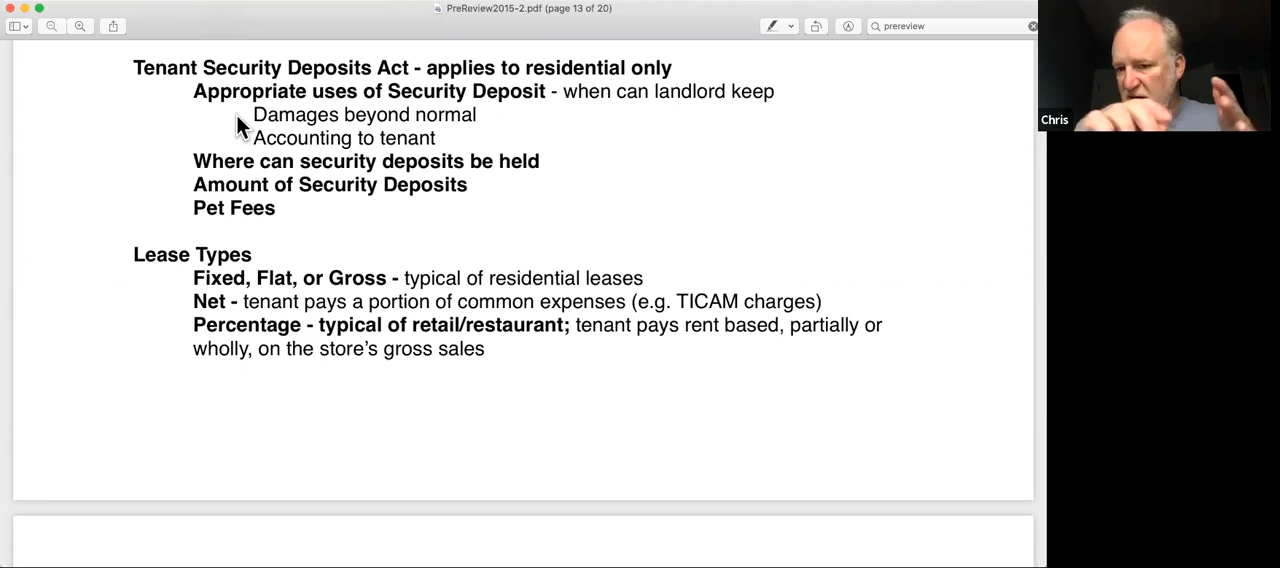 PreReview2015-2.pdf (page 13 of 20)
prereview
Tenant Security Deposits Act - applies to residential only
Appropriate uses of Security Deposit - when can landlord keep
Damages beyond normal
Accounting to tenant
Where can security deposits be held
Amount of Security Deposits
Pet Fees
Lease Types
Fixed, Flat, or Gross - typical of residential leases
Net - tenant pays a portion of common expenses (e.g. TICAM charges)
Percentage - typical of retail/restaurant; tenant pays rent based, partially or
wholly, on the store’s gross sales
Chris